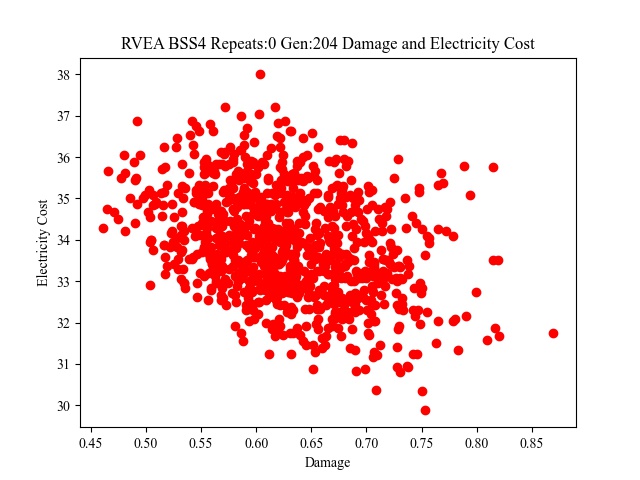 RVEA BSS4 Repeats:0 Gen:204 Damage and Electricity Cost
38
37
36
35
34
33
32
31
30
Electricity Cost
0.45 0.50 0.55 0.60 0.65 0.70 0.75 0.80 0.85
Damage